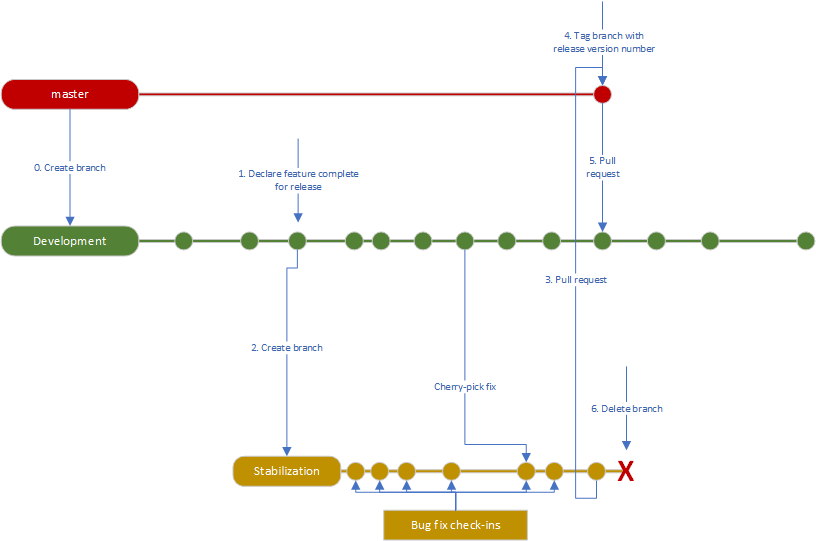 4. Tag branch with
release version number
master
0. Create branch
1. Declare feature complete
for release
5. Pull
request
Development
3. Pull request
2. Create branch
Cherry-pick fix
6. Delete branch
Stabilization
X
Bug fix check-ins